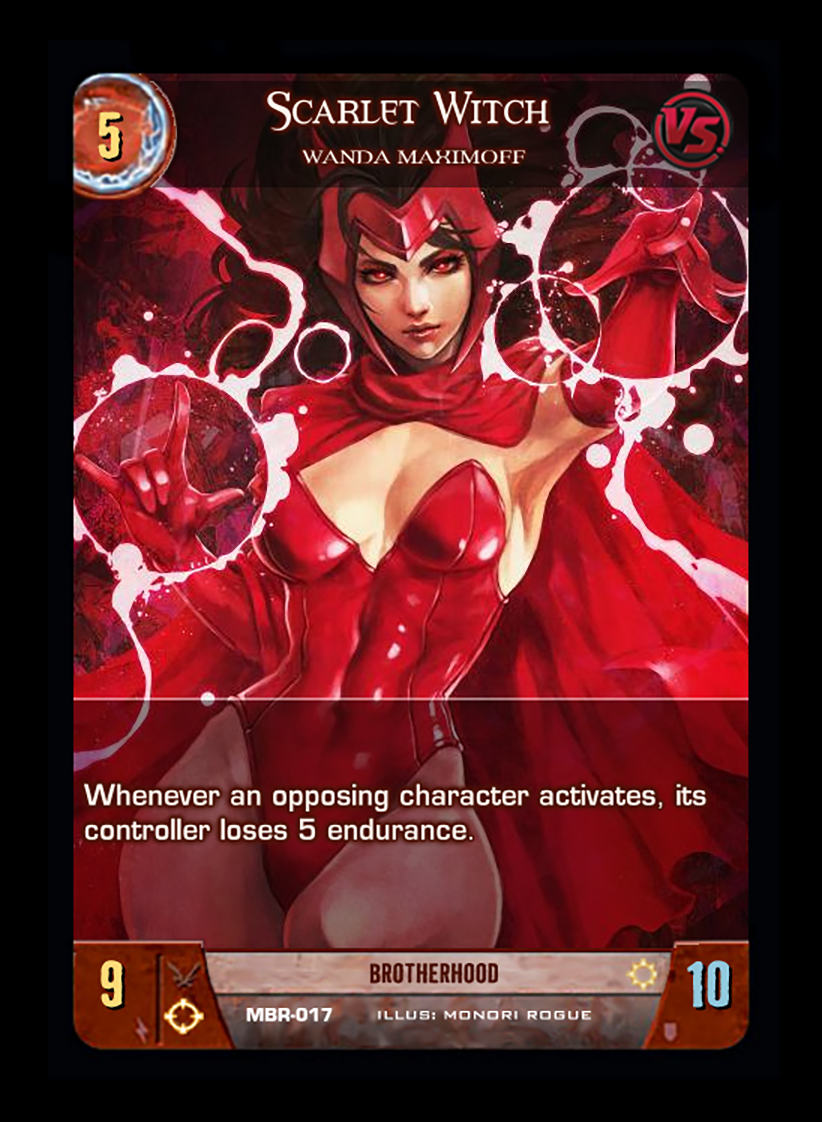 5
Scarlet Witch
Wanda Maximoff
VS.
Whenever an opposing character activates, its
controller loses 5 endurance.
9
BROTHERHOOD
10
MBR-017 ILLUS: MONORI ROGUE